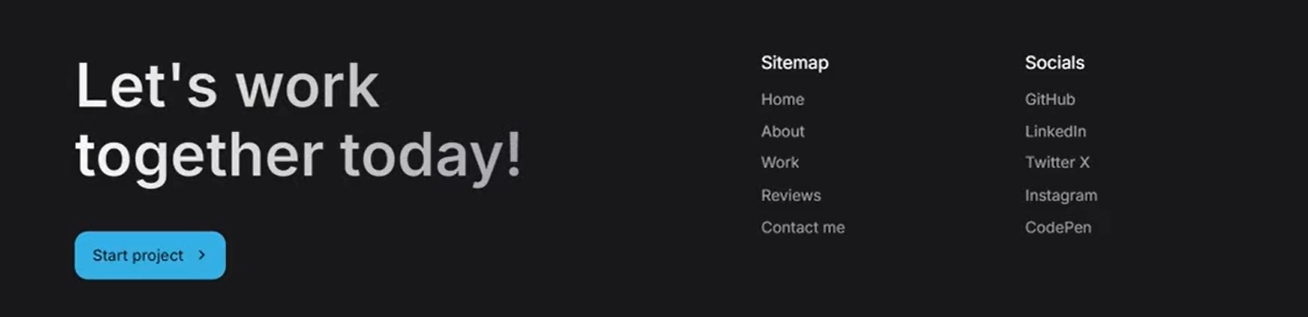 Let's work
together today!
Start project
Sitemap
Home
About
Work
Reviews
Contact me
Socials
GitHub
LinkedIn
Twitter X
Instagram
CodePen